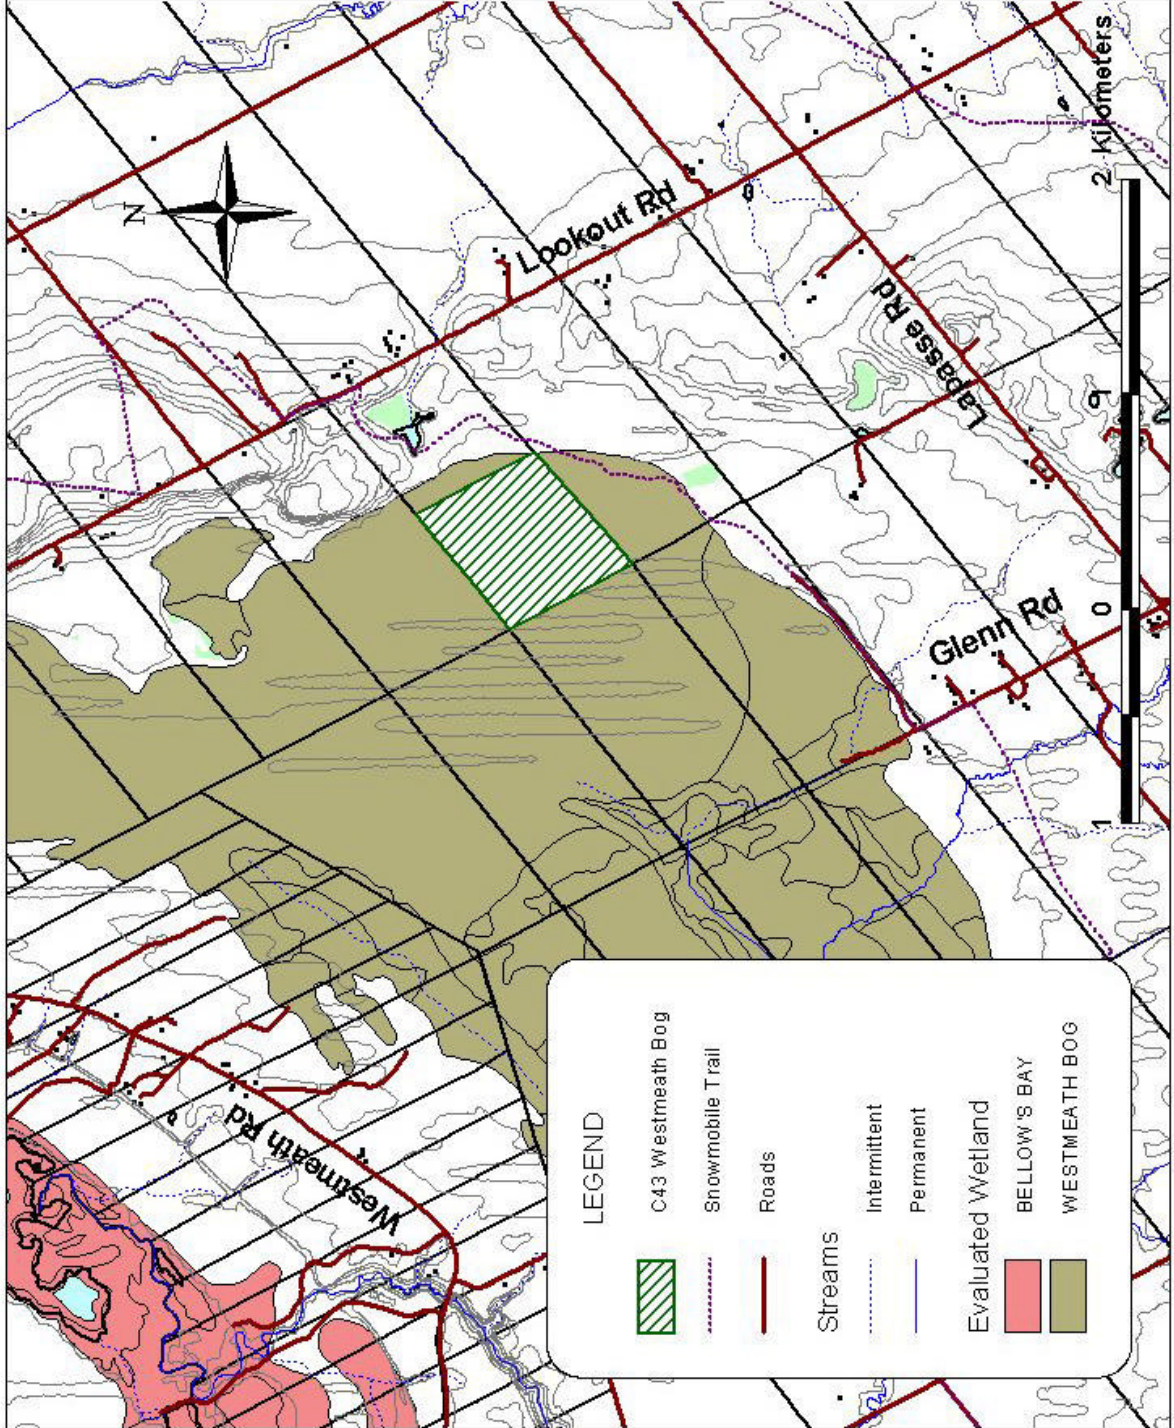 N
Westmeath Rd
Lookout Rd
Lapasse Rd
Glenn Rd
LEGEND
C43 Westmeath Bog
Snowmobile Trail
Roads
Streams
Intermittent
Permanent
Evaluated Wetland
BELLOW'S BAY
WESTMEATH BOG
1 0 1 2 Kilometers